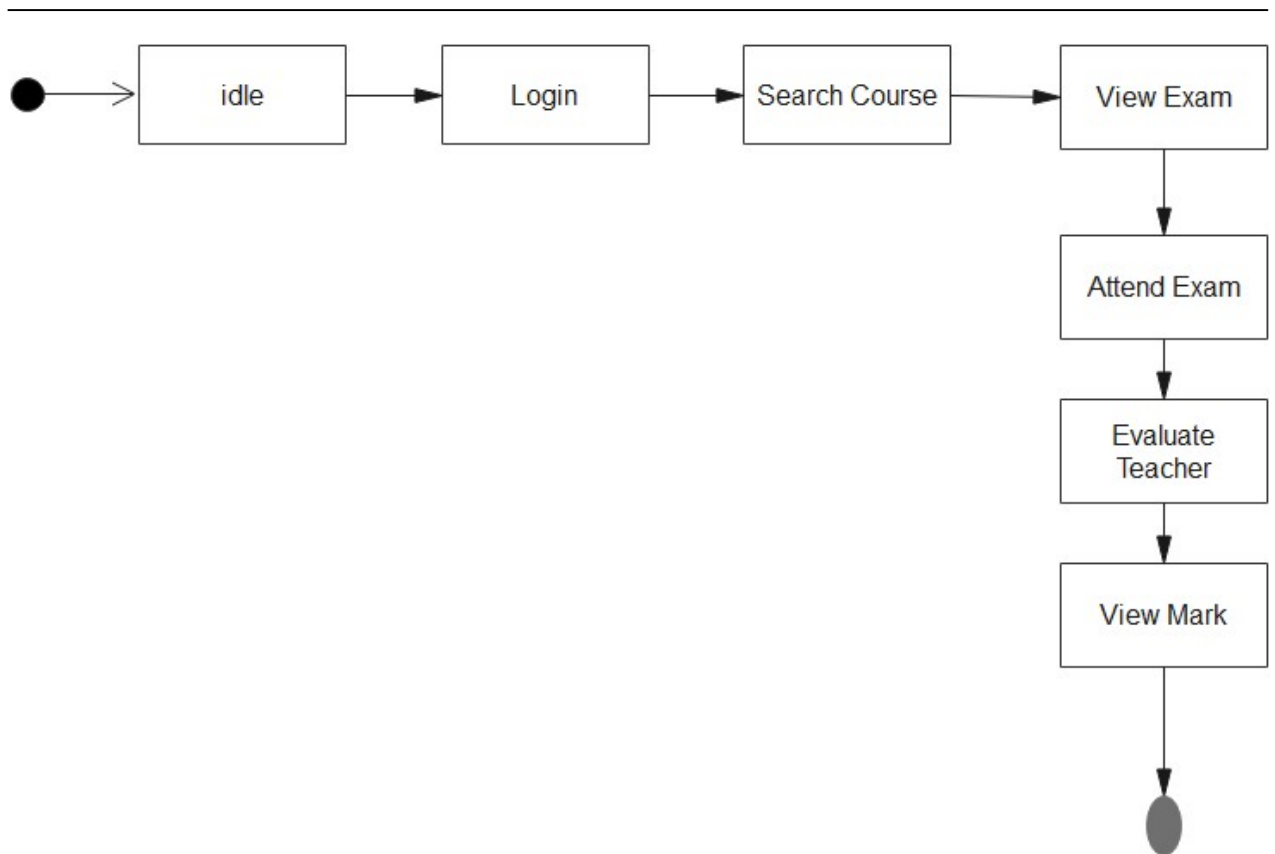 idle
Login
Search Course
View Exam
Attend Exam
Evaluate
Teacher
View Mark